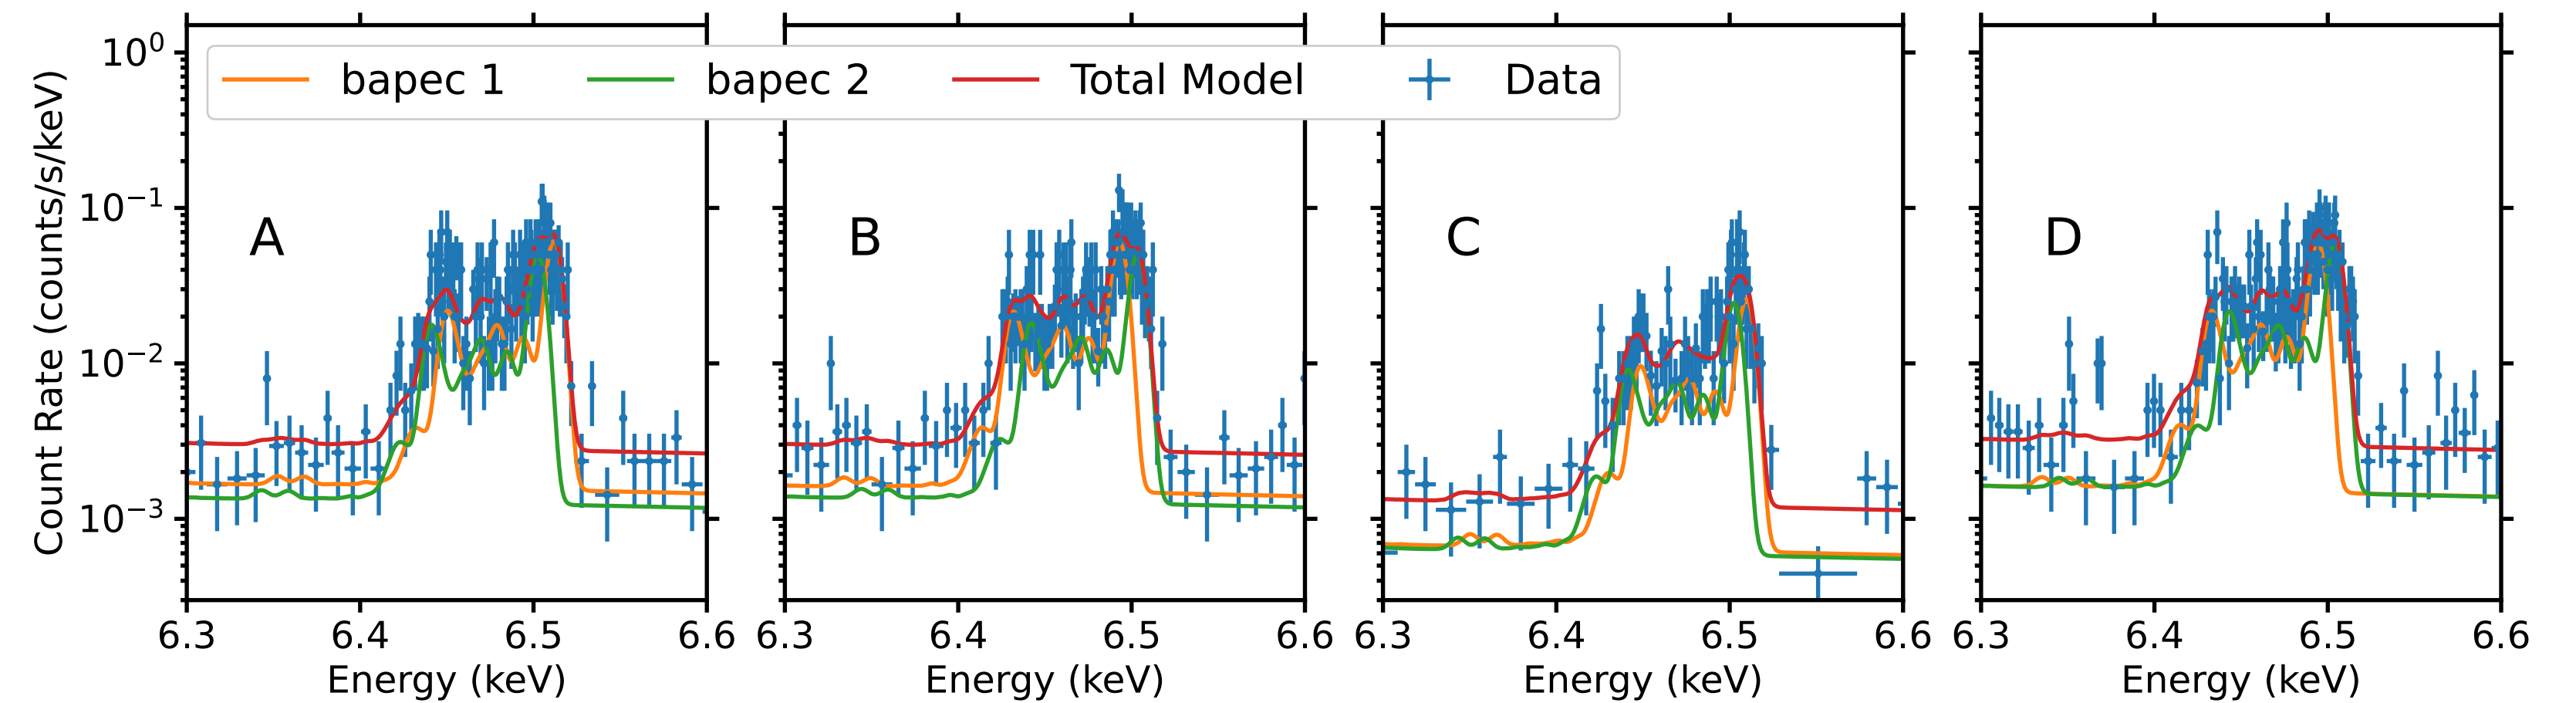 Count Rate (counts/s/keV)
10⁰
10⁻¹
10⁻²
10⁻³
bapec 1 bapec 2 Total Model Data
A B C D
6.3 6.4 6.5 6.6 6.3 6.4 6.5 6.6 6.3 6.4 6.5 6.6 6.3 6.4 6.5 6.6
Energy (keV) Energy (keV) Energy (keV) Energy (keV)